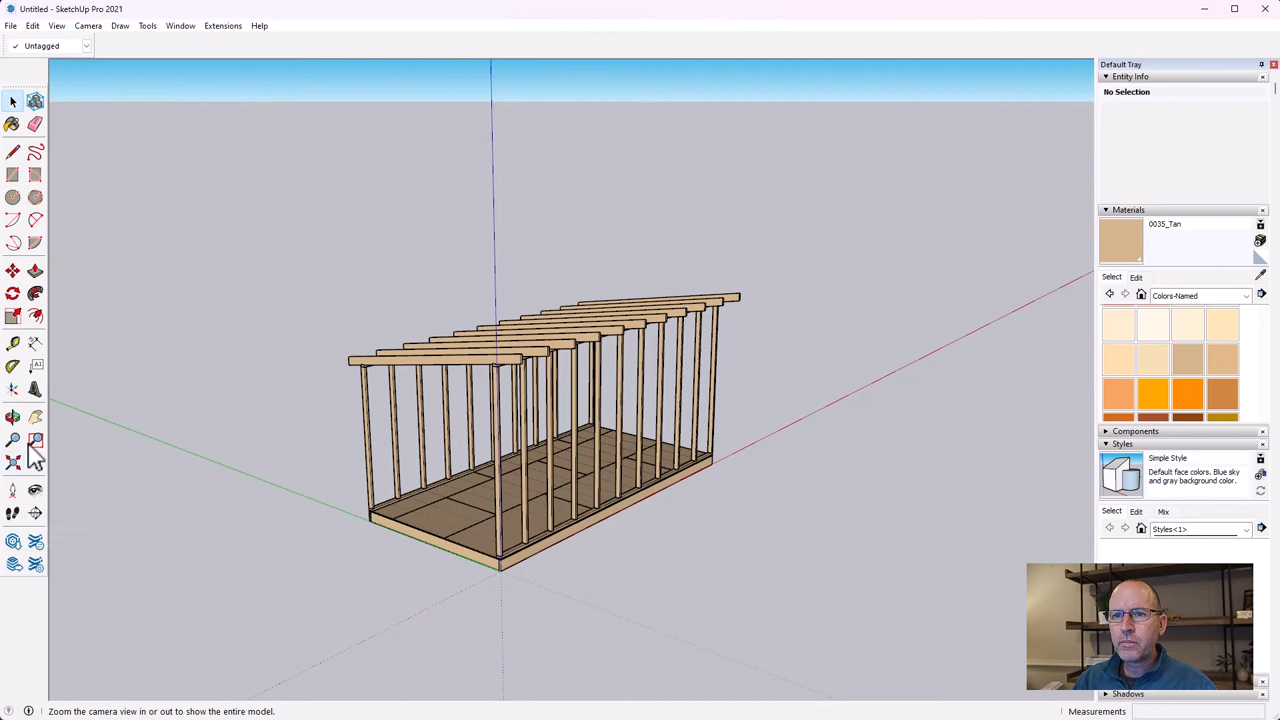 Untitled - SketchUp Pro 2021
File Edit View Camera Draw Tools Window Extensions Help
✓ Untagged
Default Tray
Entity Info
No Selection
Materials
0035_Tan
Select Edit
Colors-Named
Components
Styles
Simple Style
Default face colors. Blue sky
and gray background color.
Select Edit Mix
Styles<1>
Shadows
A1
Zoom the camera view in or out to show the entire model.
Measurements